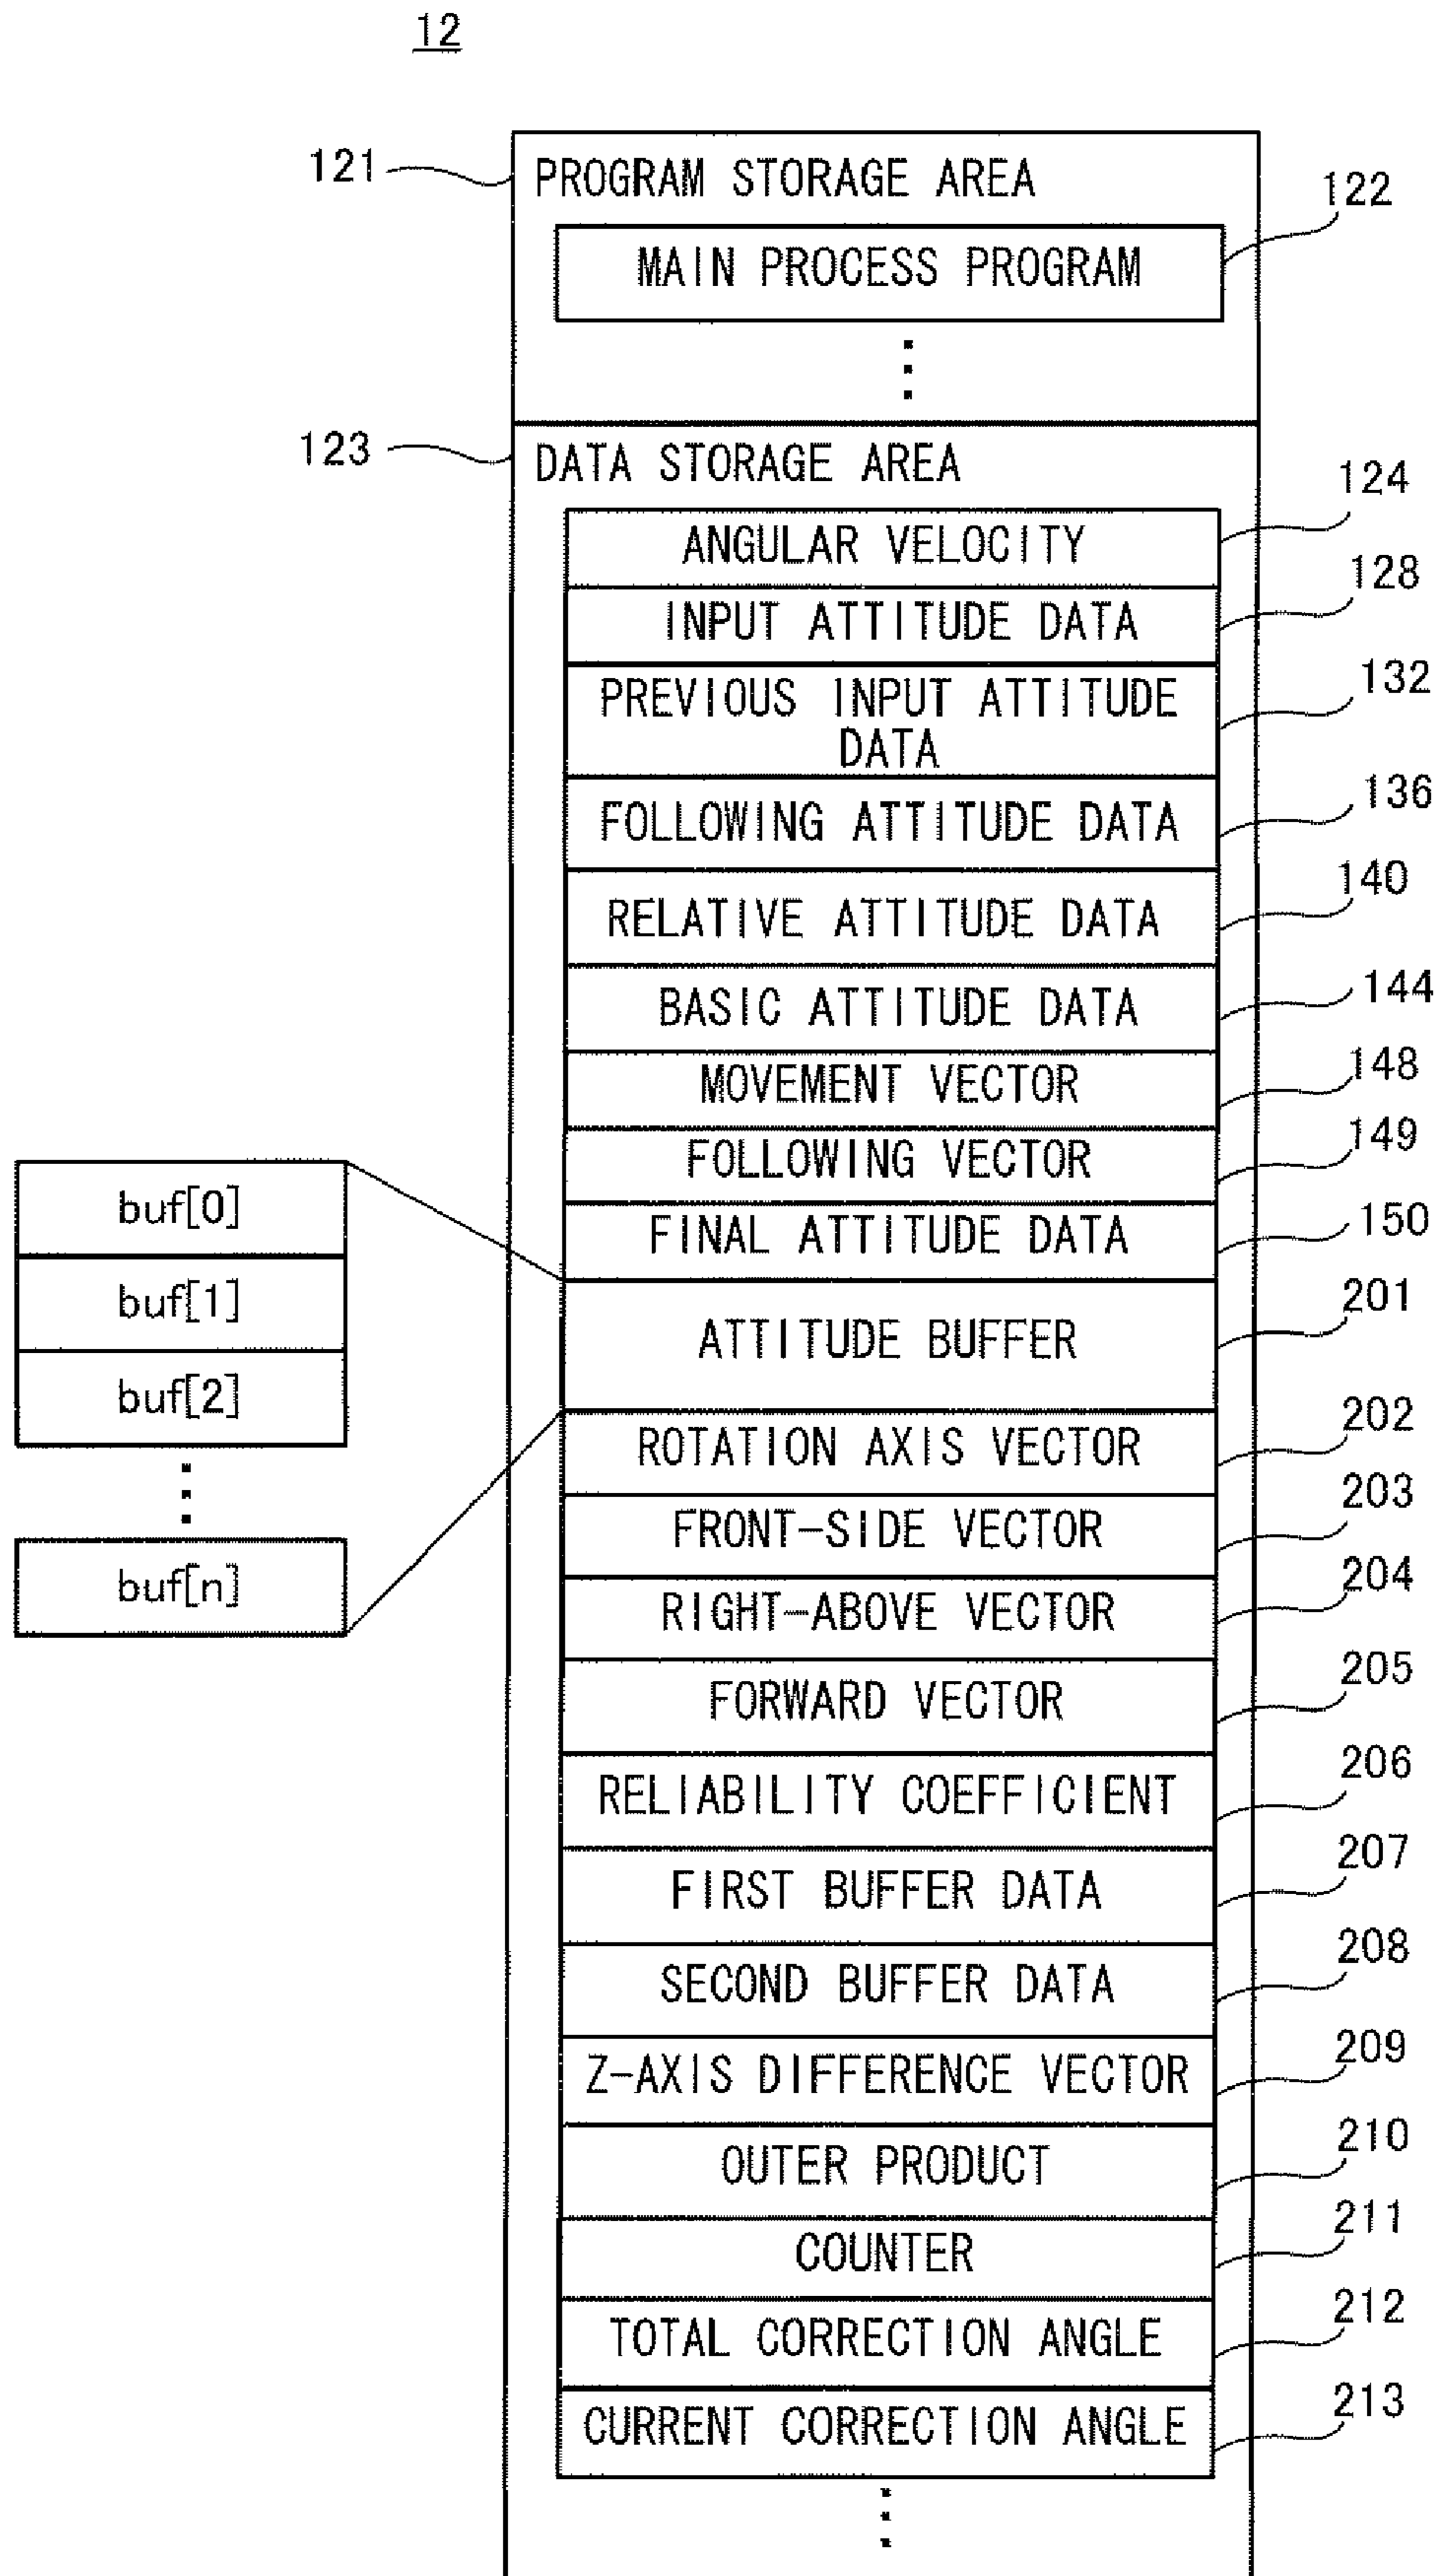 12
121
PROGRAM STORAGE AREA
122
MAIN PROCESS PROGRAM
123
DATA STORAGE AREA
124
ANGULAR VELOCITY
128
INPUT ATTITUDE DATA
132
PREVIOUS INPUT ATTITUDE
DATA
136
FOLLOWING ATTITUDE DATA
140
RELATIVE ATTITUDE DATA
144
BASIC ATTITUDE DATA
148
MOVEMENT VECTOR
149
FOLLOWING VECTOR
150
FINAL ATTITUDE DATA
buf[0]
buf[1]
buf[2]
buf[n]
201
ATTITUDE BUFFER
202
ROTATION AXIS VECTOR
203
FRONT-SIDE VECTOR
204
RIGHT-ABOVE VECTOR
205
FORWARD VECTOR
206
RELIABILITY COEFFICIENT
207
FIRST BUFFER DATA
208
SECOND BUFFER DATA
209
Z-AXIS DIFFERENCE VECTOR
210
OUTER PRODUCT
211
COUNTER
212
TOTAL CORRECTION ANGLE
213
CURRENT CORRECTION ANGLE